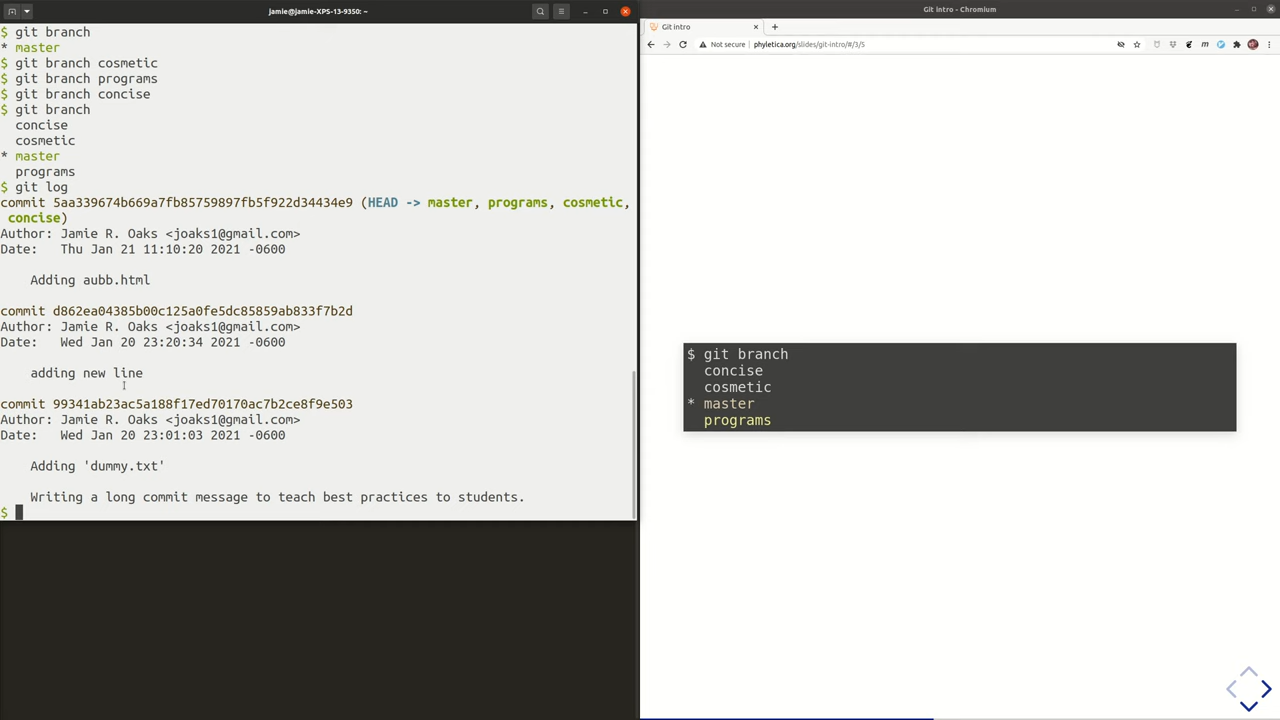 jamie@jamie-XPS-13-9350: ~
$ git branch
* master
$ git branch cosmetic
$ git branch programs
$ git branch concise
$ git branch
concise
cosmetic
* master
programs
$ git log
commit 5aa339674b669a7fb85759897fb5f922d34434e9 (HEAD -> master, programs, cosmetic,
concise)
Author: Jamie R. Oaks <joaks1@gmail.com>
Date:   Thu Jan 21 11:10:20 2021 -0600
Adding aubb.html
commit d862ea04385b00c125a0fe5dc85859ab833f7b2d
Author: Jamie R. Oaks <joaks1@gmail.com>
Date:   Wed Jan 20 23:20:34 2021 -0600
adding new line
commit 99341ab23ac5a188f17ed70170ac7b2ce8f9e503
Author: Jamie R. Oaks <joaks1@gmail.com>
Date:   Wed Jan 20 23:01:03 2021 -0600
Adding 'dummy.txt'
Writing a long commit message to teach best practices to students.
$
Git intro - Chromium
Git intro
Not secure | phyletica.org/slides/git-intro/#/3/5
$ git branch
concise
cosmetic
* master
programs